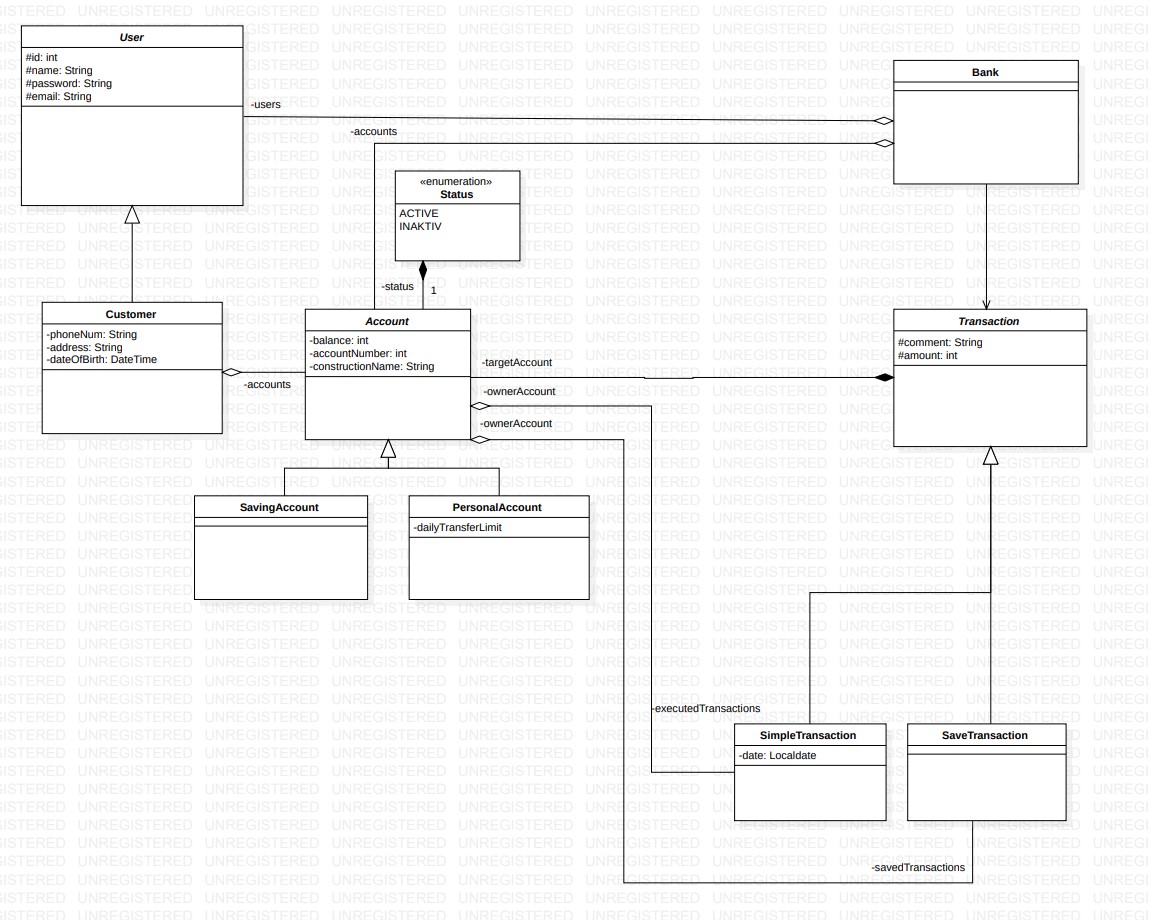 User
#id: int
#name: String
#password: String
#email: String
-users
Bank
-accounts
«enumeration»
Status
ACTIVE
INAKTIV
-status
1
Customer
-phoneNum: String
-address: String
-dateOfBirth: DateTime
-accounts
Account
-balance: int
-accountNumber: int
-constructionName: String
-targetAccount
-ownerAccount
-ownerAccount
Transaction
#comment: String
#amount: int
SavingAccount
PersonalAccount
-dailyTransferLimit
-executedTransactions
SimpleTransaction
-date: Localdate
SaveTransaction
-savedTransactions
UNREGISTERED